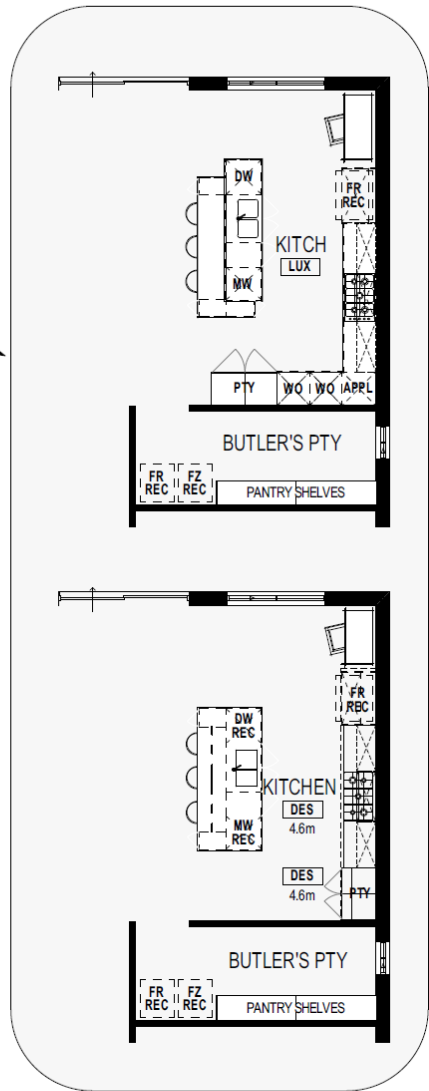 DW
FR
REC
KITCH
LUX
MW
PTY
WO
WO
APPL
BUTLER'S PTY
FR
REC
FZ
REC
PANTRY SHELVES
FR
REC
DW
REC
KITCHEN
DES
4.6m
MW
REC
DES
4.6m
PTY
BUTLER'S PTY
FR
REC
FZ
REC
PANTRY SHELVES